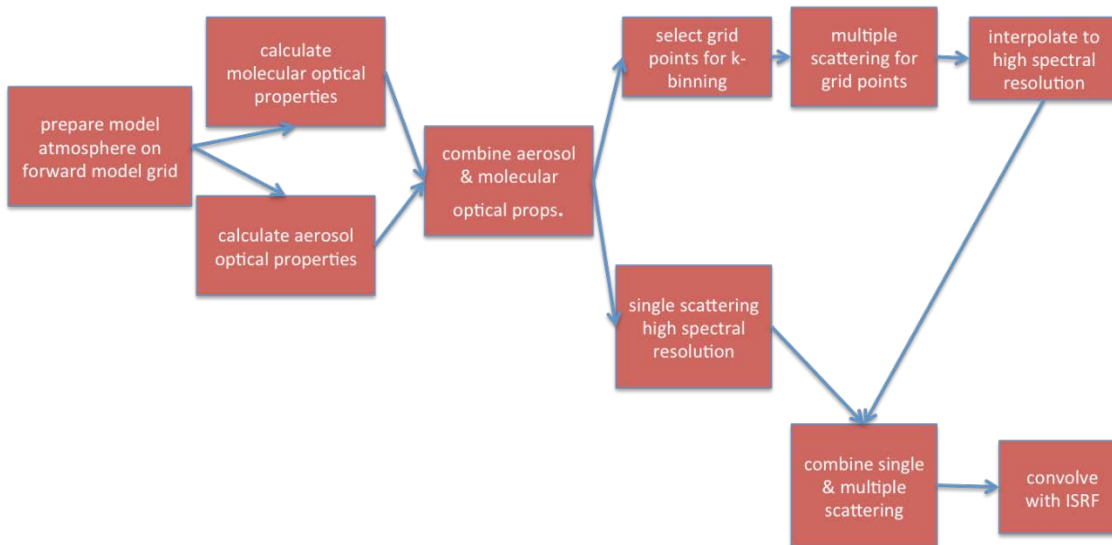 calculate
molecular optical
properties
prepare model
atmosphere on
forward model grid
calculate aerosol
optical properties
combine aerosol
& molecular
optical props.
select grid
points for k-
binning
multiple
scattering for
grid points
interpolate to
high spectral
resolution
single scattering
high spectral
resolution
combine single
& multiple
scattering
convolve
with ISRF